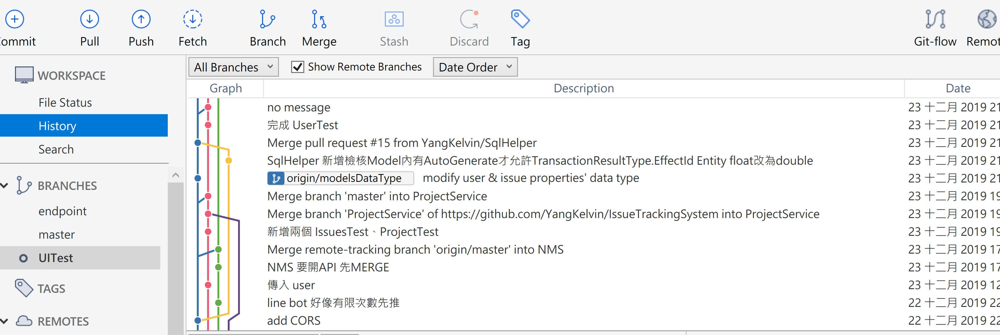 Commit Pull Push Fetch Branch Merge Stash Discard Tag Git-flow
WORKSPACE
File Status
History
Search
BRANCHES
endpoint
master
UITest
TAGS
REMOTES
All Branches Show Remote Branches Date Order
Graph Description Date
no message 23 十二月 2019 21
完成 UserTest 23 十二月 2019 21
Merge pull request #15 from YangKelvin/SqlHelper 23 十二月 2019 21
SqlHelper 新增檢核Model內有AutoGenerate才允許TransactionResultType.EffectId Entity float改為double 23 十二月 2019 21
origin/modelsDataType modify user & issue properties' data type 23 十二月 2019 21
Merge branch 'master' into ProjectService 23 十二月 2019 19
Merge branch 'ProjectService' of https://github.com/YangKelvin/IssueTrackingSystem into ProjectService 23 十二月 2019 19
新增兩個 IssuesTest、ProjectTest 23 十二月 2019 19
Merge remote-tracking branch 'origin/master' into NMS 23 十二月 2019 17
NMS 要開API 先MERGE 23 十二月 2019 17
傳入 user 23 十二月 2019 12
line bot 好像有限次數先推 22 十二月 2019 22
add CORS 22 十二月 2019 22